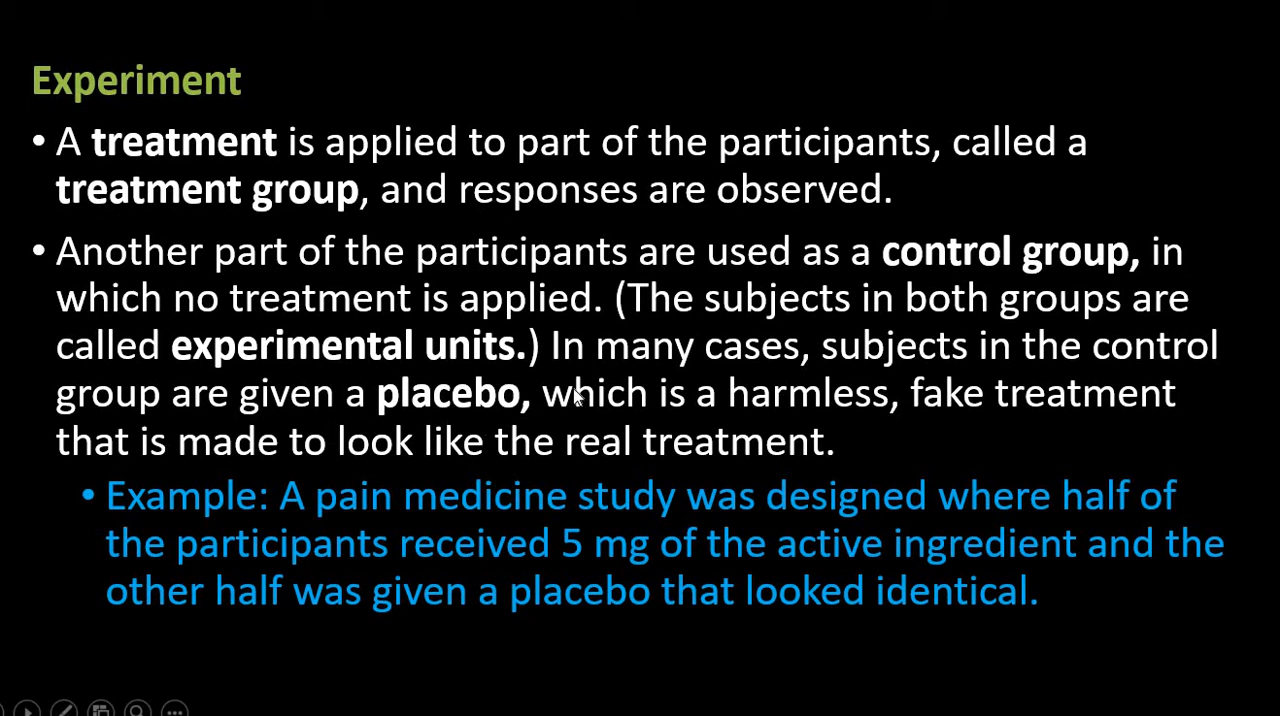 Experiment
• A treatment is applied to part of the participants, called a
treatment group, and responses are observed.
• Another part of the participants are used as a control group, in
which no treatment is applied. (The subjects in both groups are
called experimental units.) In many cases, subjects in the control
group are given a placebo, which is a harmless, fake treatment
that is made to look like the real treatment.
• Example: A pain medicine study was designed where half of
the participants received 5 mg of the active ingredient and the
other half was given a placebo that looked identical.